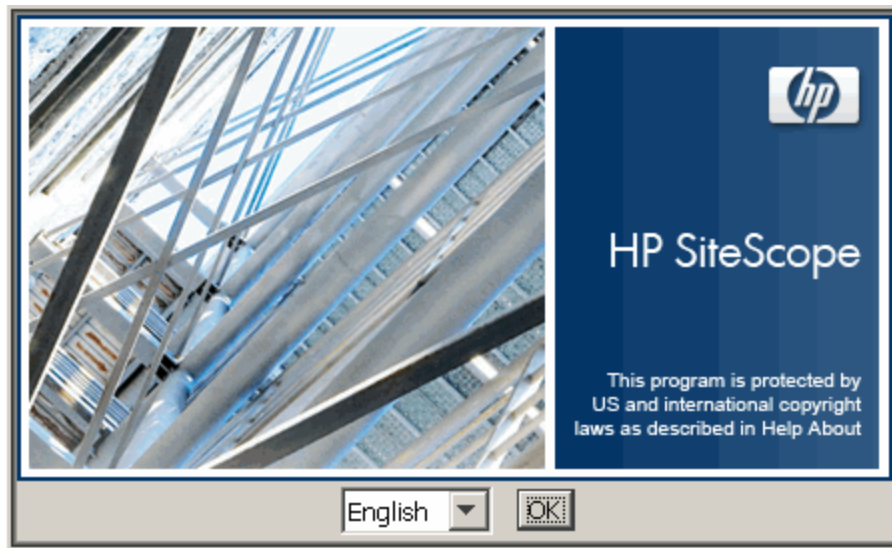 hp
HP SiteScope
This program is protected by
US and international copyright
laws as described in Help About
English
OK